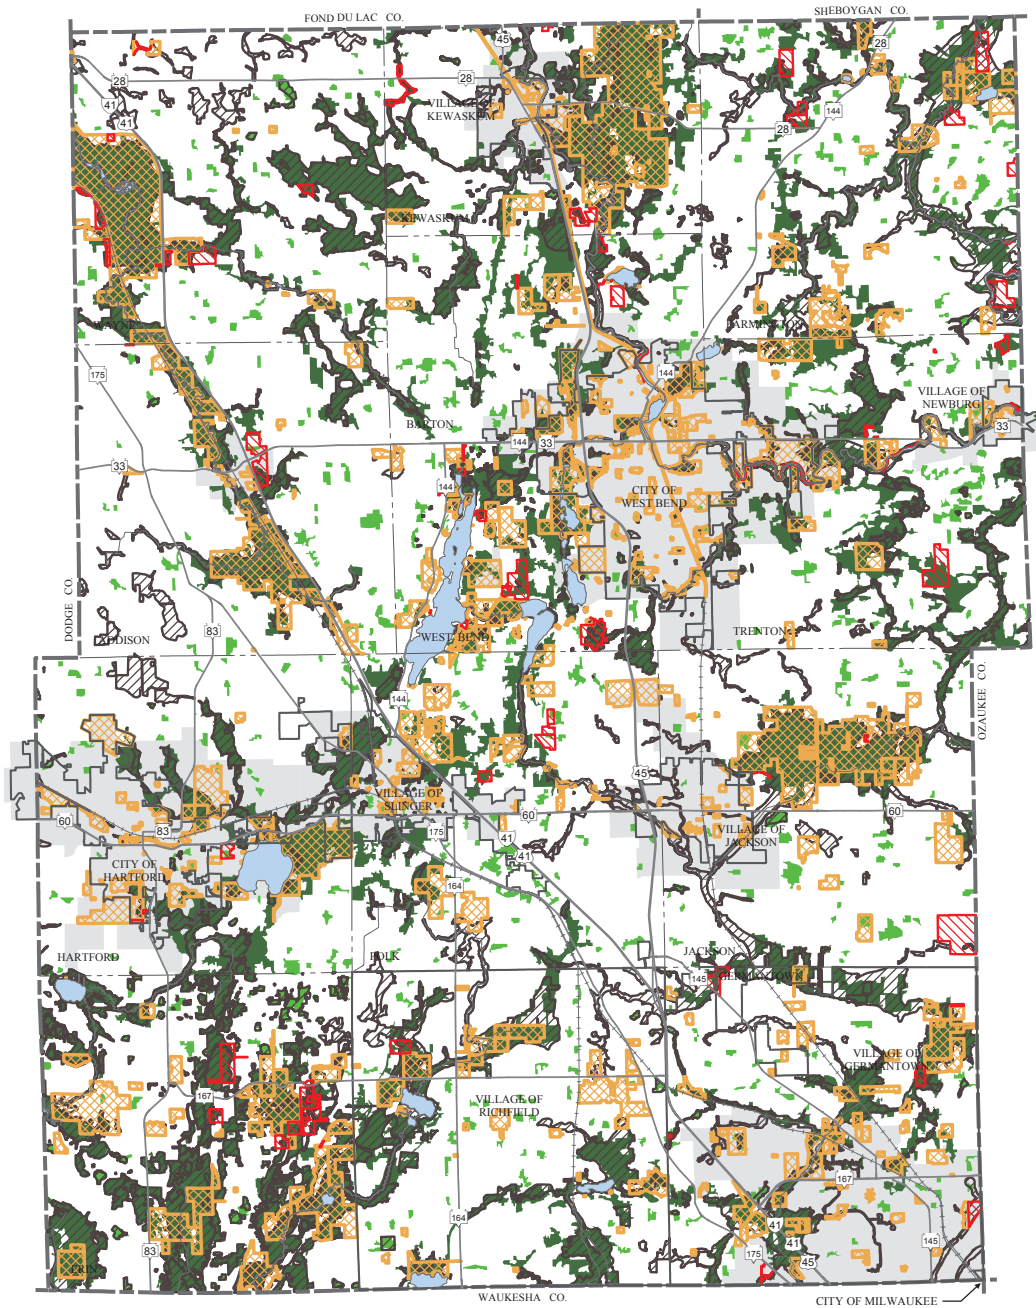 FOND DU LAC CO.
SHEBOYGAN CO.
45
28
28
28
41
41
VILLAGE OF
KEWASKUM
144
28
KEWASKUM
WAYNE
FARMINGTON
175
144
VILLAGE OF
NEWBURG
BARTON
33
144
33
33
144
CITY OF
WEST BEND
DODGE CO.
ADDISON
83
WEST BEND
TRENTON
OZAUKEE CO.
144
45
VILLAGE OF
SLINGER
60
83
175
60
60
41
41
VILLAGE OF
JACKSON
CITY OF
HARTFORD
164
HARTFORD
POLK
JACKSON
145
GERMANTOWN
VILLAGE OF
GERMANTOWN
167
VILLAGE OF
RICHFIELD
167
164
83
41
41
175
45
145
ERIN
WAUKESHA CO.
CITY OF MILWAUKEE